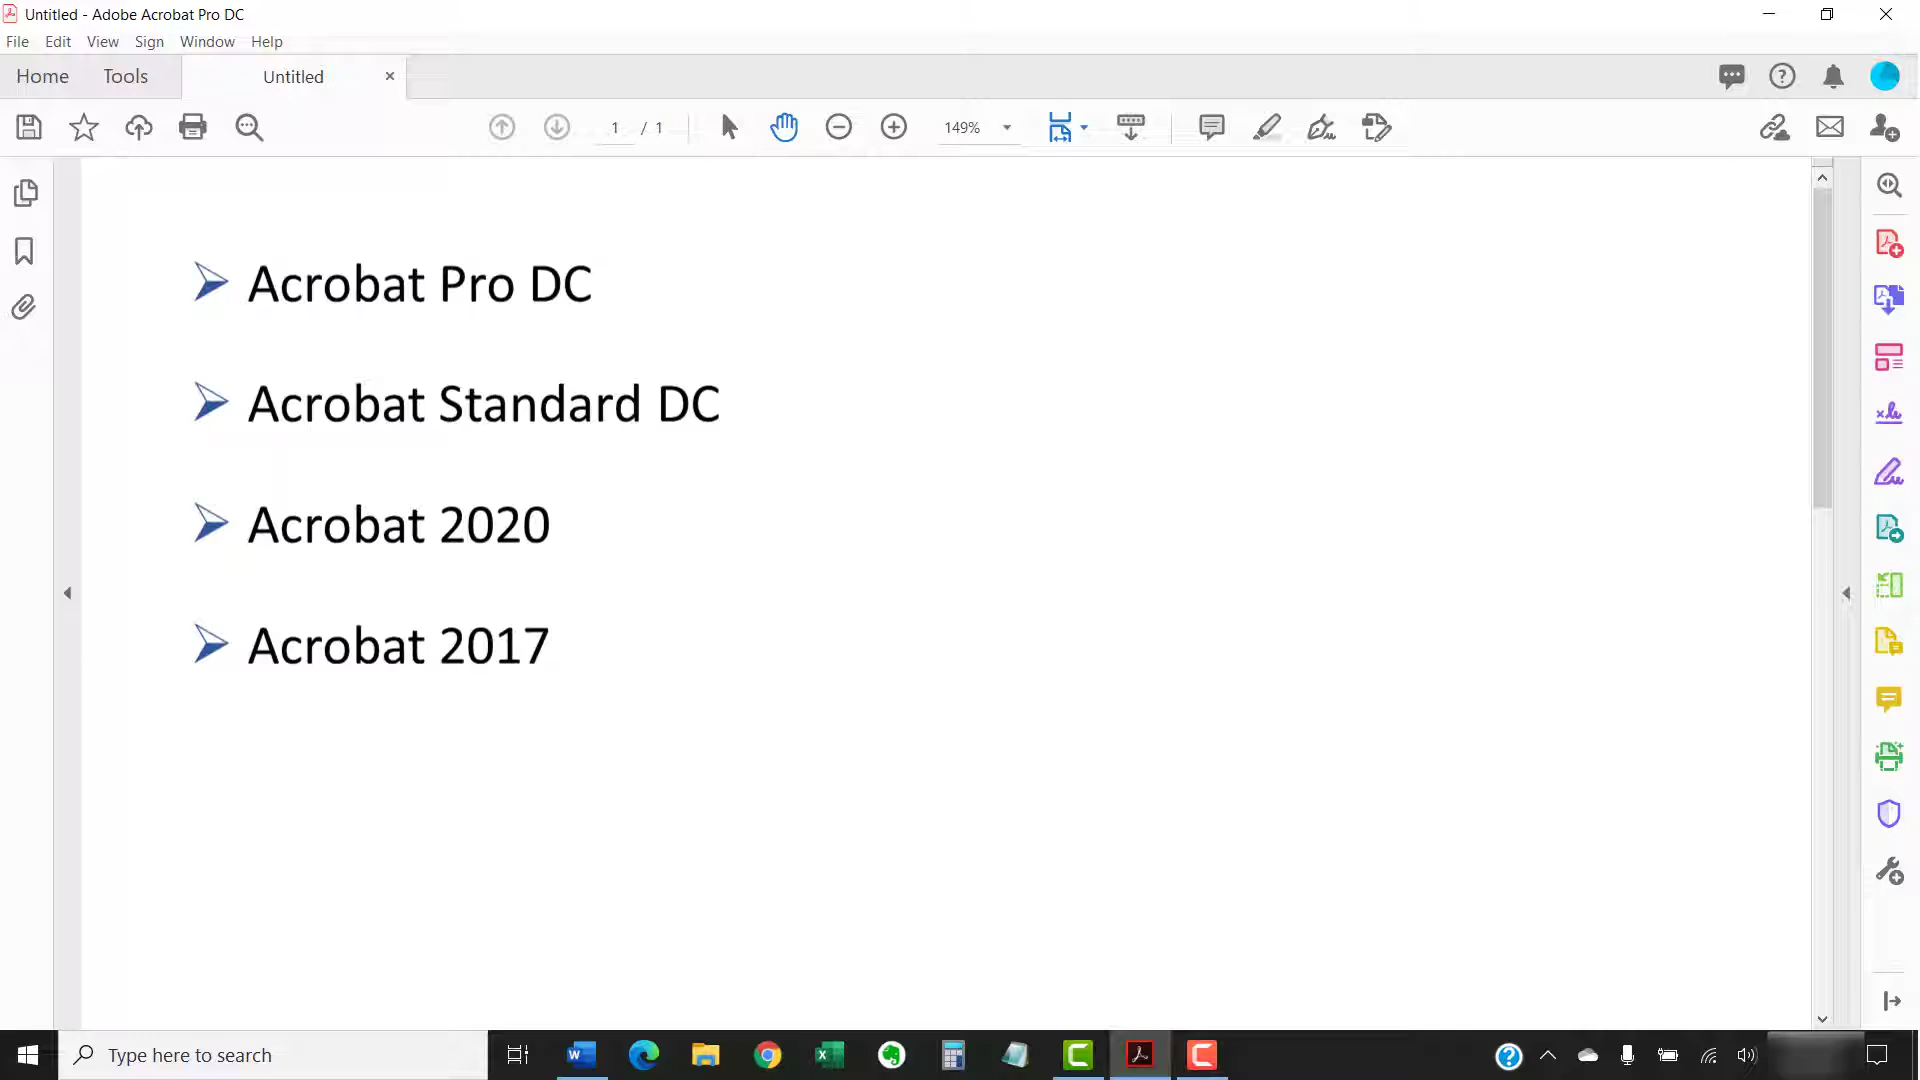 Untitled - Adobe Acrobat Pro DC
File Edit View Sign Window Help
Home Tools Untitled
1 / 1 149%
Acrobat Pro DC
Acrobat Standard DC
Acrobat 2020
Acrobat 2017
Type here to search